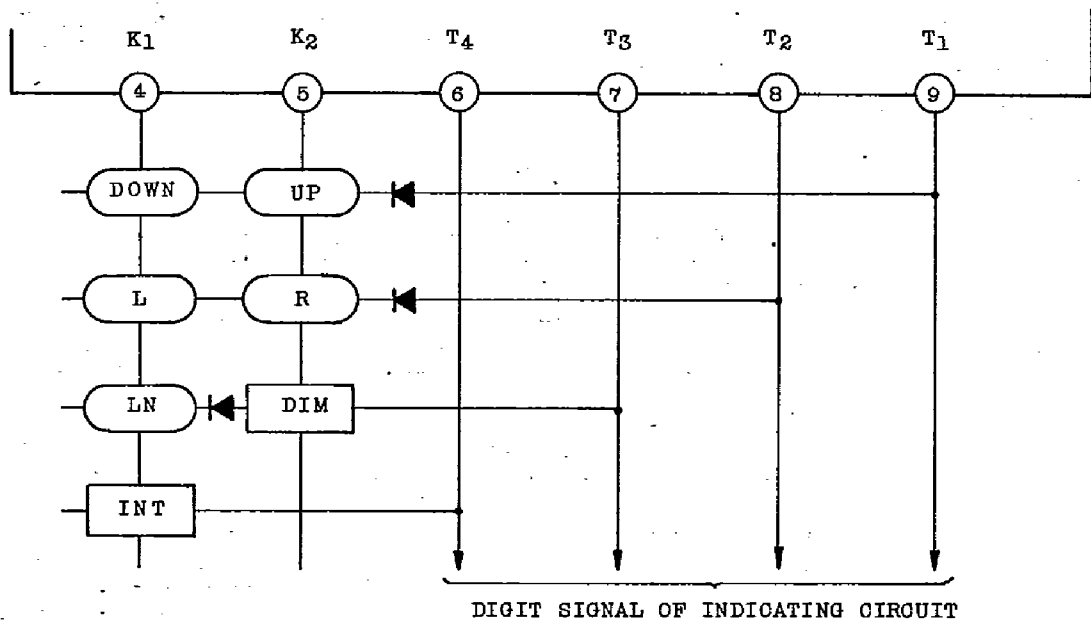 K1 K2 T4 T3 T2 T1
4 5 6 7 8 9
DOWN UP
L R
LN DIM
INT
DIGIT SIGNAL OF INDICATING CIRCUIT